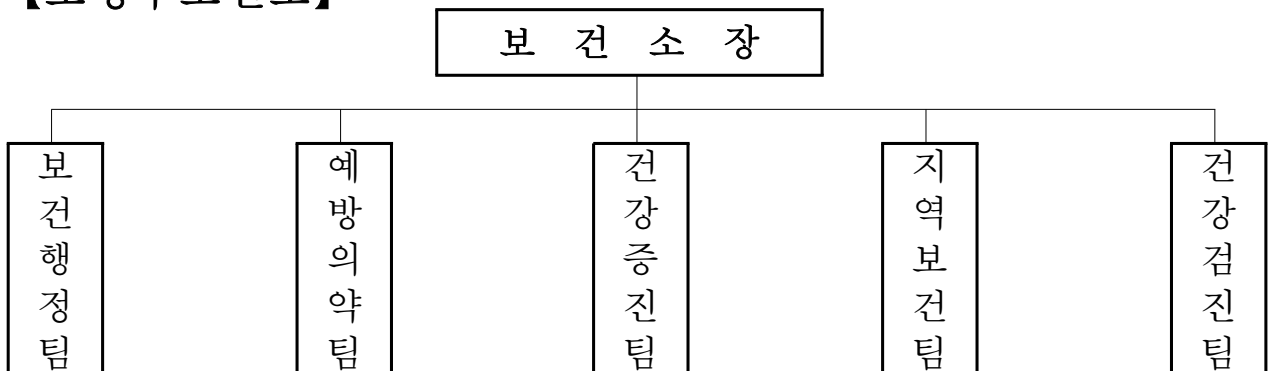 보 건 소 장
보건행정팀
예방의약팀
건강증진팀
지역보건팀
건강검진팀